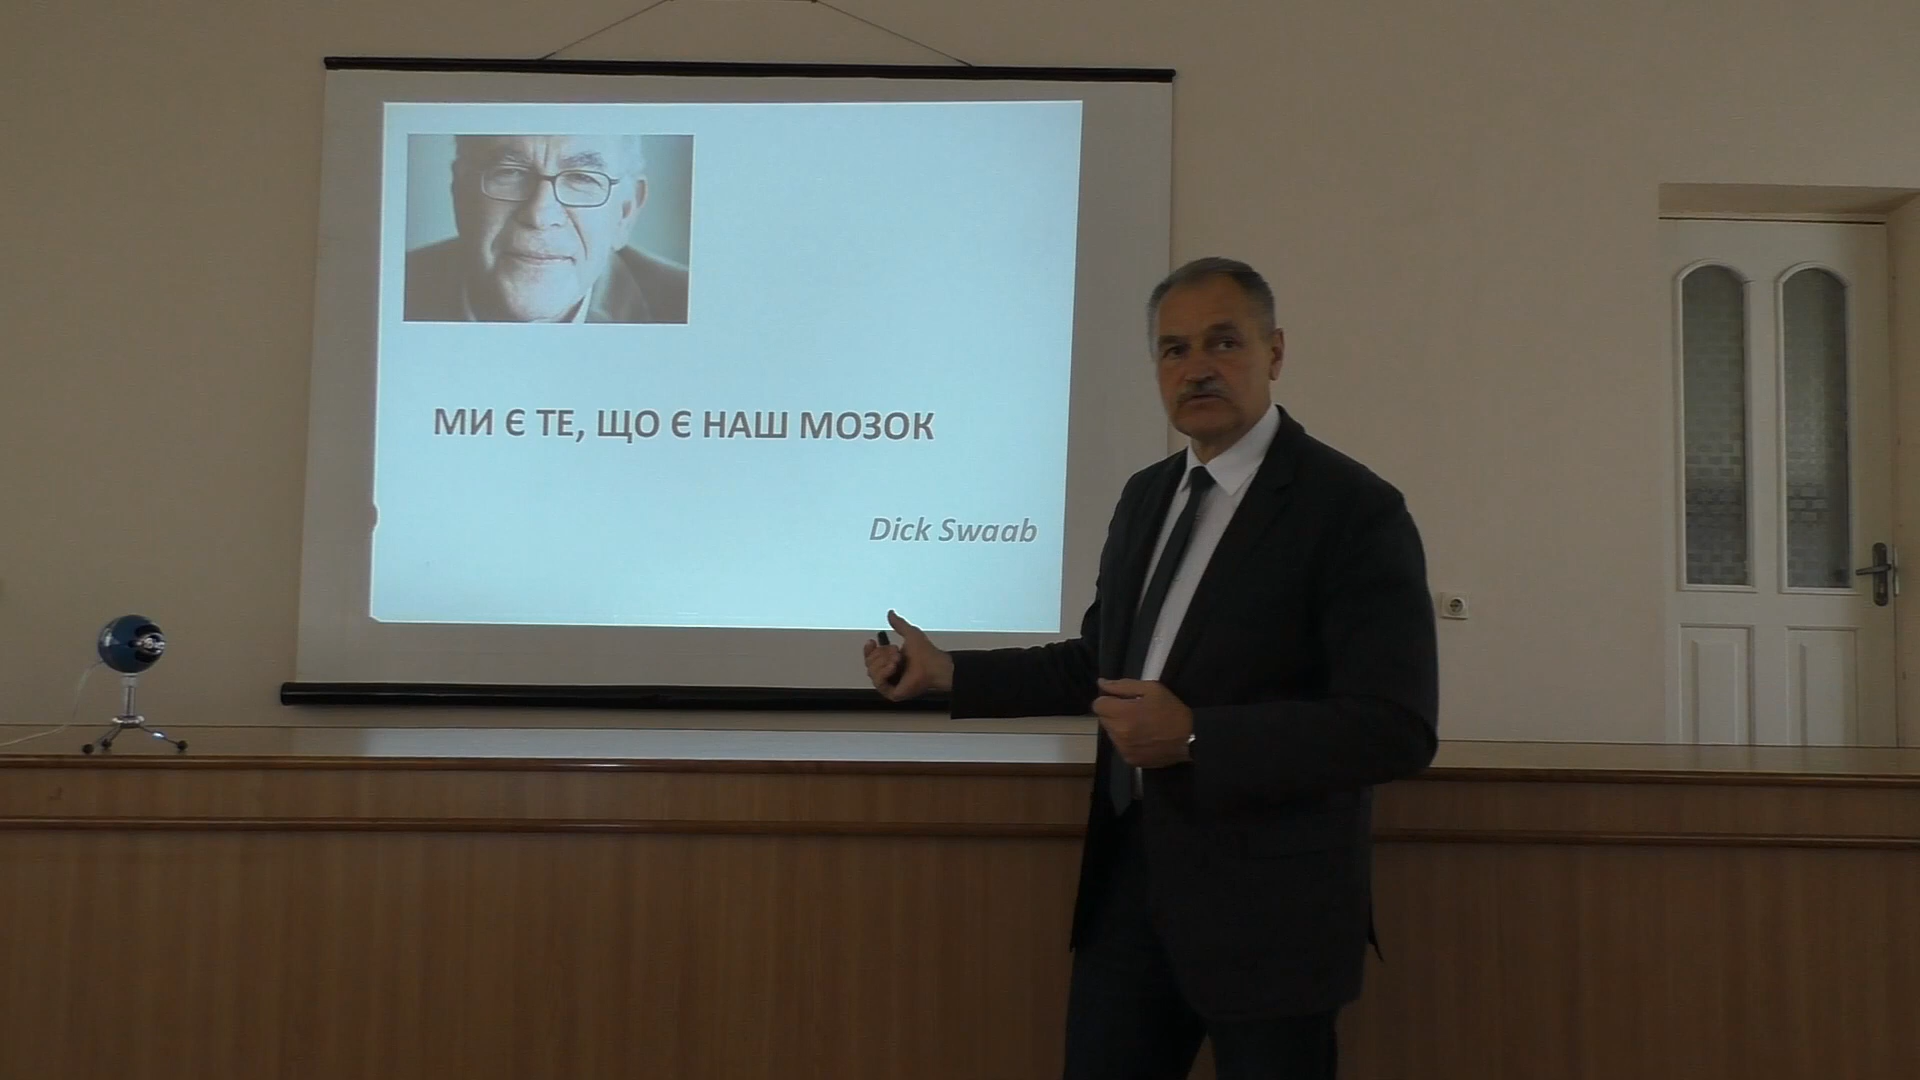 МИ Є ТЕ, ЩО Є НАШ МОЗОК
Dick Swaab